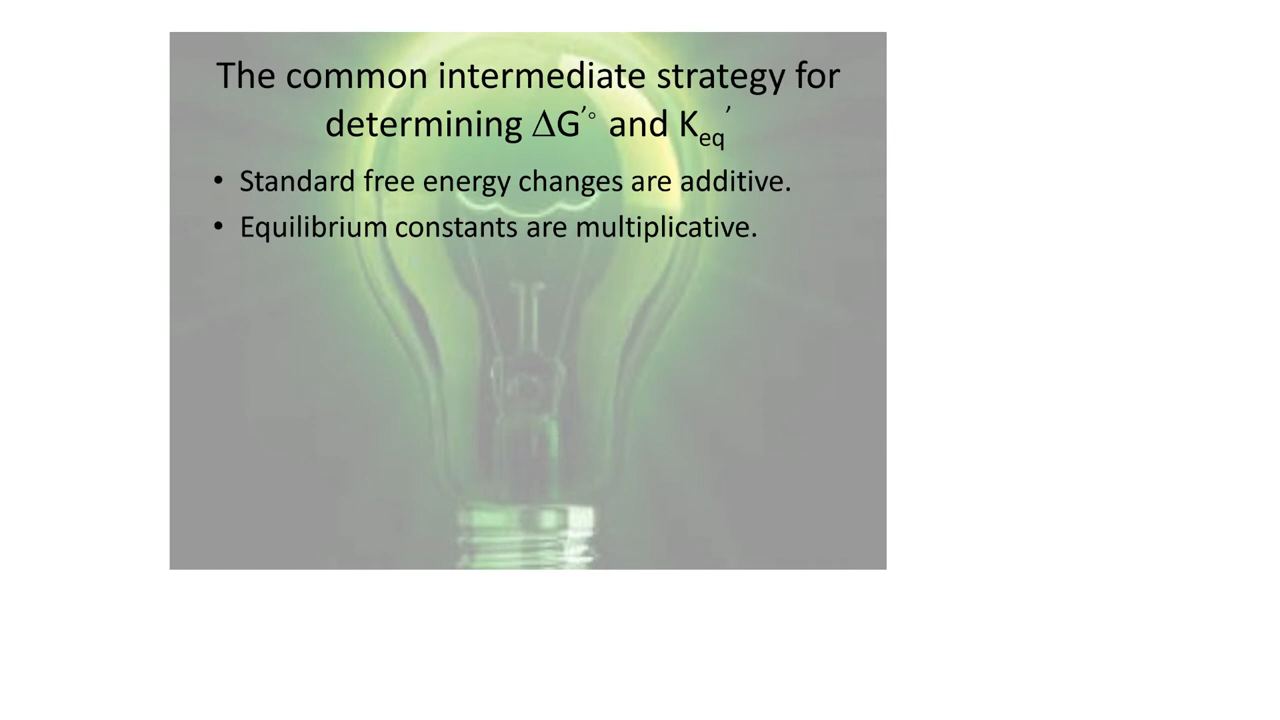 The common intermediate strategy for
determining ΔG′° and Keq′
• Standard free energy changes are additive.
• Equilibrium constants are multiplicative.